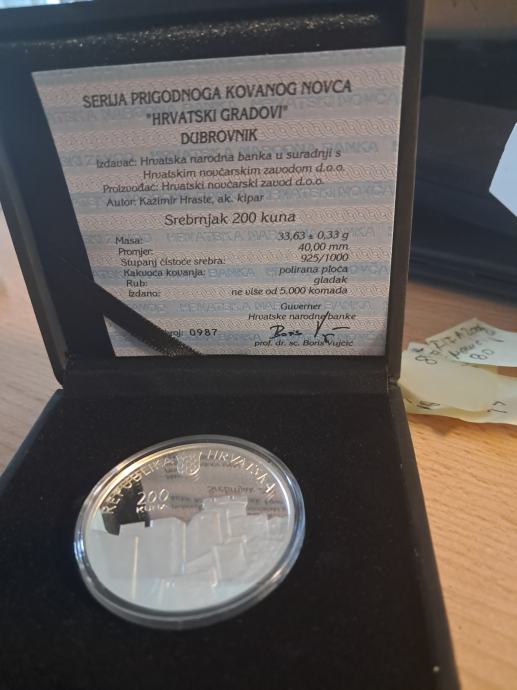 SERIJA PRIGODNOGA KOVANOG NOVCA
"HRVATSKI GRADOVI"
DUBROVNIK
Izdavač: Hrvatska narodna banka u suradnji s
Hrvatskim novčarskim zavodom d.o.o.
Proizvođač: Hrvatski novčarski zavod d.o.o.
Autor: Kazimir Hraste, ak. kipar
Srebrnjak 200 kuna
Masa: 33,63 ± 0,33 g
Promjer: 40,00 mm
Stupanj čistoće srebra: 925/1000
Kakvoća kovanja: polirana ploča
Rub: gladak
Izdano: ne više od 5.000 komada
Guverner
Hrvatske narodne banke
broj: 0987
prof. dr. sc. Boris Vujčić
REPUBLIKA HRVATSKA
200
KUNA